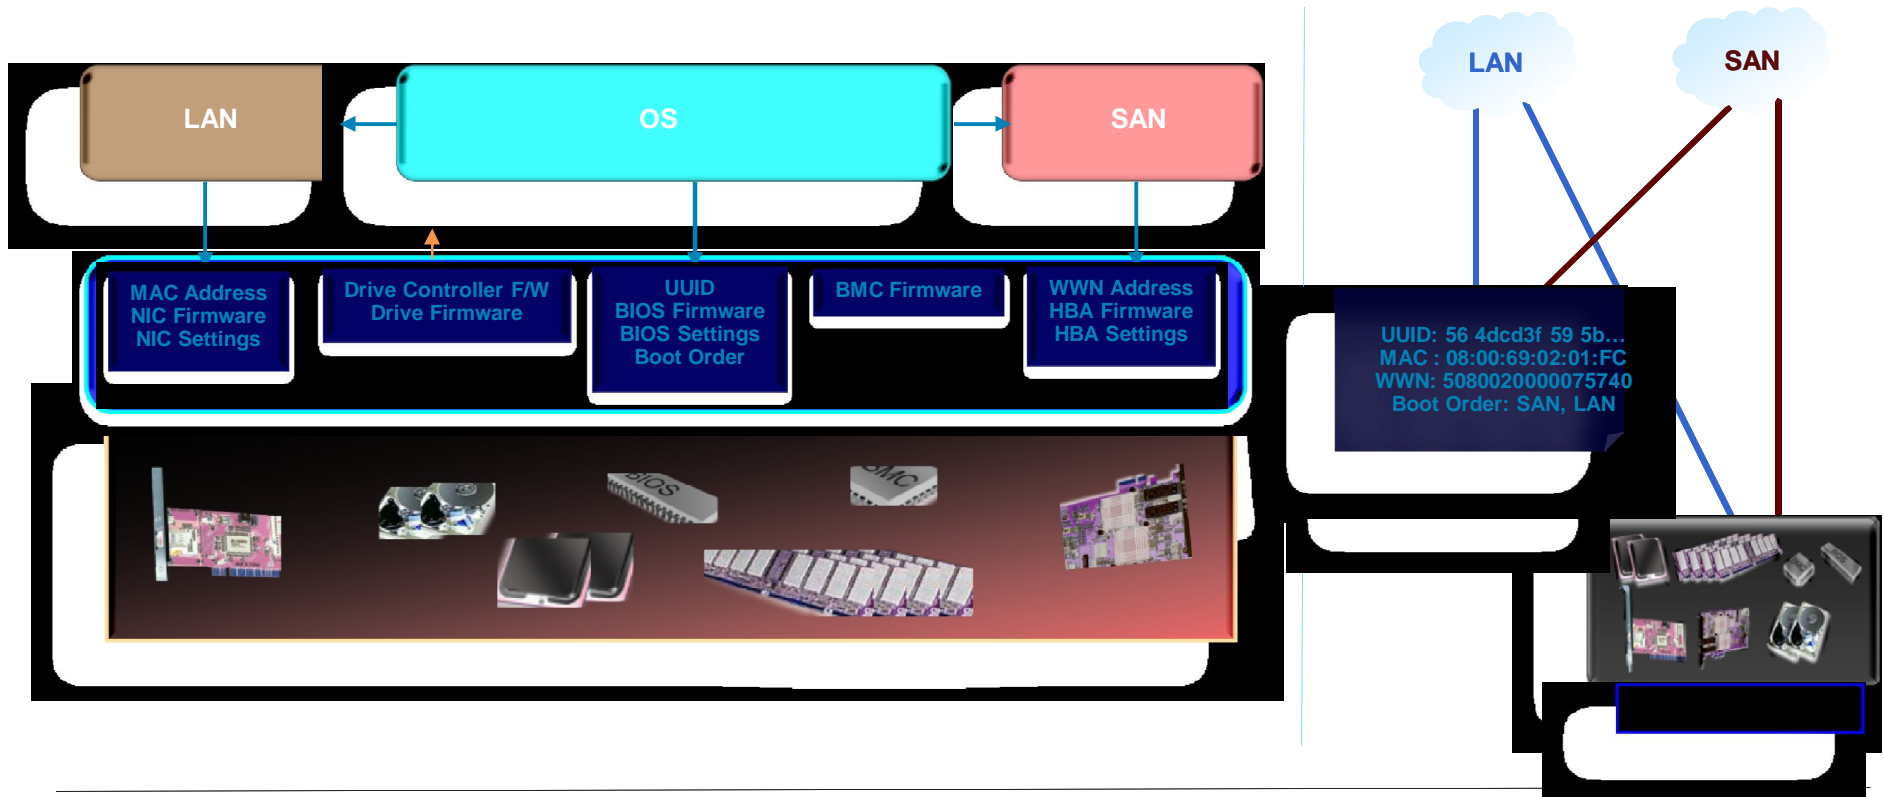 LAN
OS
SAN
MAC Address
NIC Firmware
NIC Settings
Drive Controller F/W
Drive Firmware
UUID
BIOS Firmware
BIOS Settings
Boot Order
BMC Firmware
WWN Address
HBA Firmware
HBA Settings
BIOS
BMC
LAN
SAN
UUID: 56 4dcd3f 59 5b…
MAC : 08:00:69:02:01:FC
WWN: 5080020000075740
Boot Order: SAN, LAN